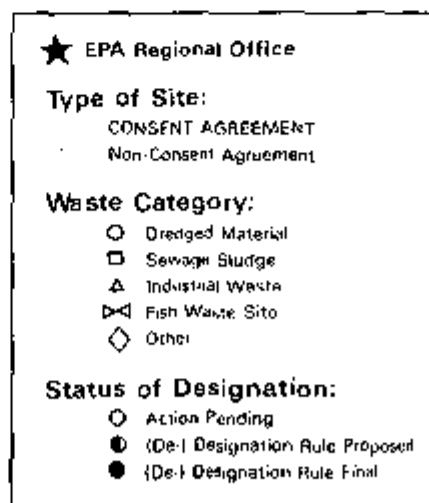 EPA Regional Office
Type of Site:
CONSENT AGREEMENT
Non-Consent Agreement
Waste Category:
Dredged Material
Sewage Sludge
Industrial Waste
Fish Waste Site
Other
Status of Designation:
Action Pending
(De-) Designation Rule Proposed
(De-) Designation Rule Final